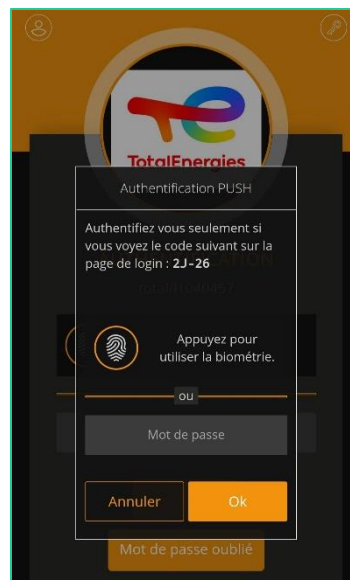 TotalEnergies
Authentification PUSH
Authentifiez vous seulement si
vous voyez le code suivant sur la
page de login : 2J-26
Appuyez pour
utiliser la biométrie.
ou
Mot de passe
Annuler
Ok
Mot de passe oublié